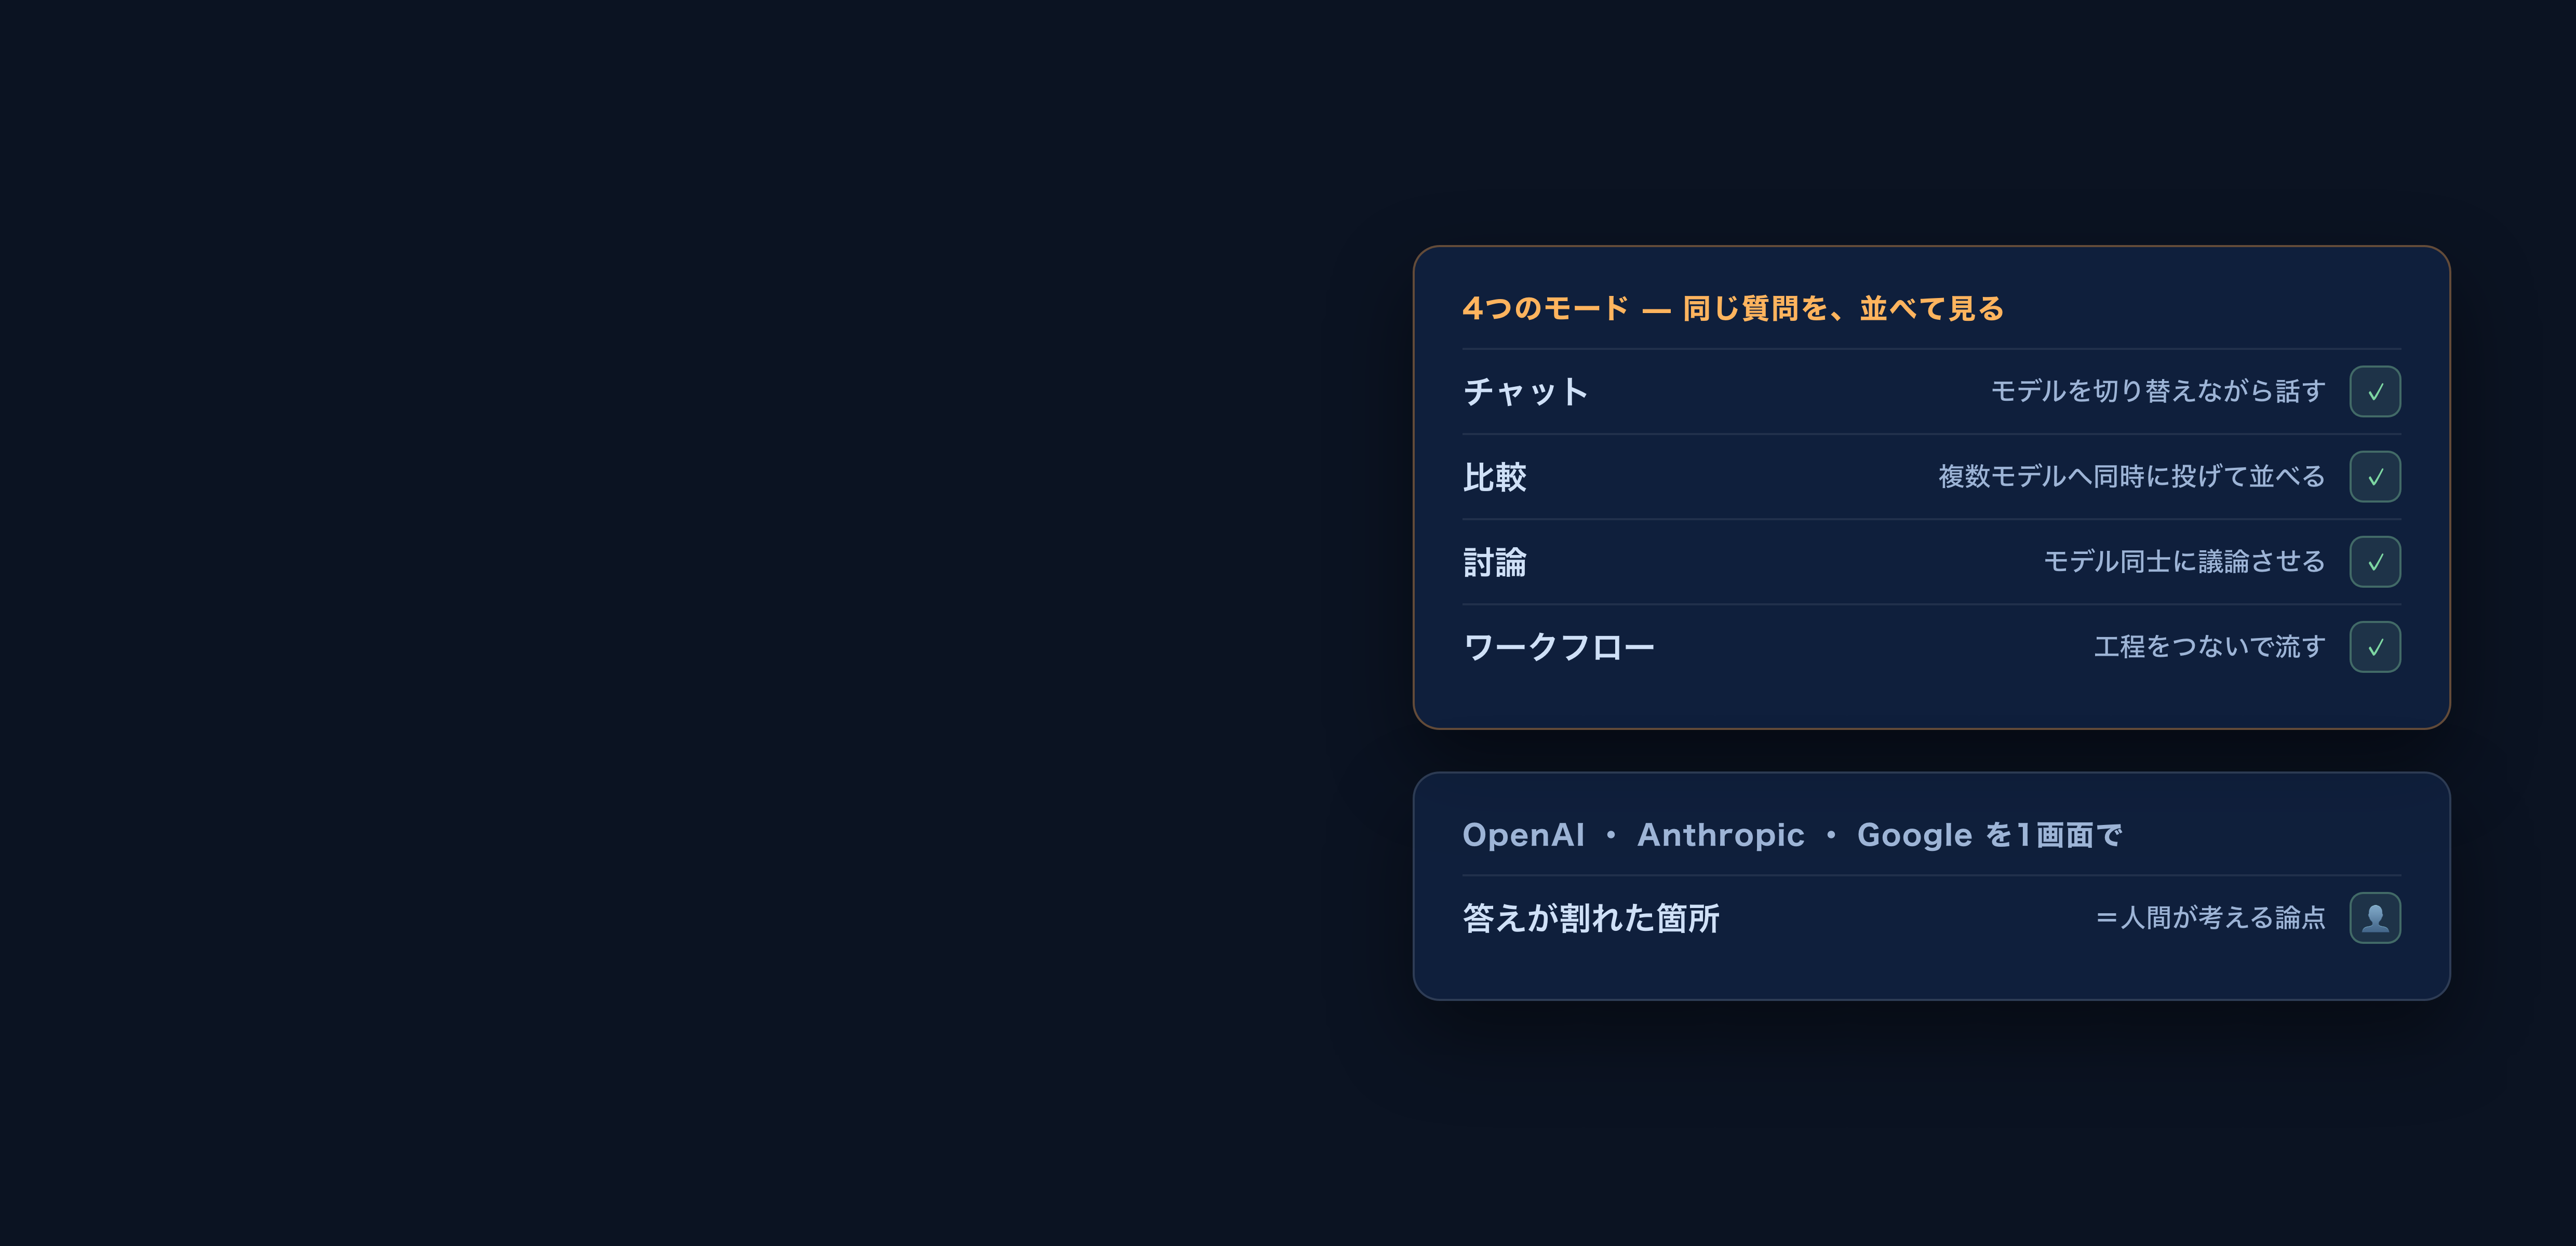 4つのモード — 同じ質問を、並べて見る
チャット モデルを切り替えながら話す ✓
比較 複数モデルへ同時に投げて並べる ✓
討論 モデル同士に議論させる ✓
ワークフロー 工程をつないで流す ✓
OpenAI ・ Anthropic ・ Google を1画面で
答えが割れた箇所 ＝人間が考える論点